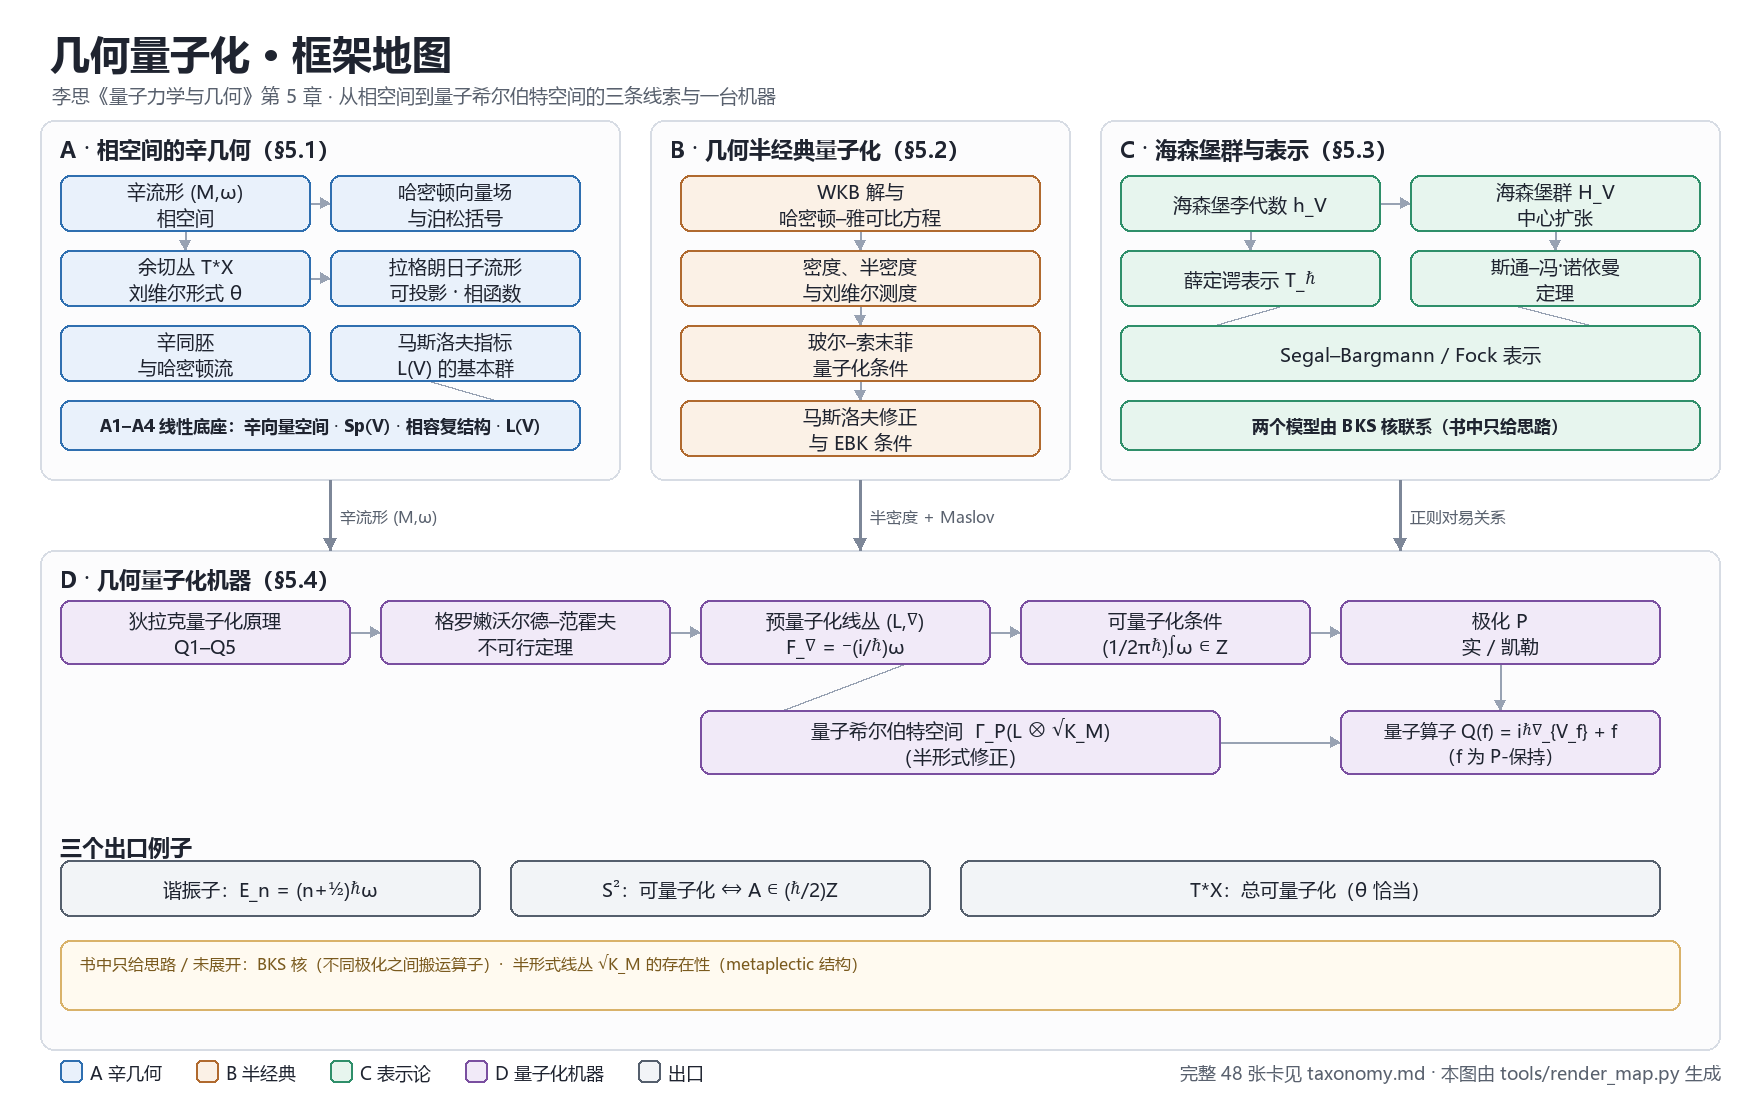 几何量子化 • 框架地图
李思《量子力学与几何》第 5 章 · 从相空间到量子希尔伯特空间的三条线索与一台机器
A · 相空间的辛几何（§5.1）
辛流形 (M,ω)
相空间
哈密顿向量场
与泊松括号
余切丛 T*X
刘维尔形式 θ
拉格朗日子流形
可投影 · 相函数
辛同胚
与哈密顿流
马斯洛夫指标
L(V) 的基本群
A1–A4 线性底座：辛向量空间 · Sp(V) · 相容复结构 · L(V)
B · 几何半经典量子化（§5.2）
WKB 解与
哈密顿–雅可比方程
密度、半密度
与刘维尔测度
玻尔–索末菲
量子化条件
马斯洛夫修正
与 EBK 条件
C · 海森堡群与表示（§5.3）
海森堡李代数 h_V
海森堡群 H_V
中心扩张
薛定谔表示 T_ℏ
斯通–冯·诺依曼
定理
Segal–Bargmann / Fock 表示
两个模型由 BKS 核联系（书中只给思路）
辛流形 (M,ω)
半密度 + Maslov
正则对易关系
D · 几何量子化机器（§5.4）
狄拉克量子化原理
Q1–Q5
格罗嫩沃尔德–范霍夫
不可行定理
预量子化线丛 (L,∇)
F_∇ = −(i/ℏ)ω
可量子化条件
(1/2πℏ)∫ω ∈ Z
极化 P
实 / 凯勒
量子希尔伯特空间 Γ_P(L ⊗ √K_M)
（半形式修正）
量子算子 Q(f) = iℏ∇_{V_f} + f
（f 为 P-保持）
三个出口例子
谐振子：E_n = (n+½)ℏω
S²：可量子化 ⇔ A ∈ (ℏ/2)Z
T*X：总可量子化（θ 恰当）
书中只给思路 / 未展开：BKS 核（不同极化之间搬运算子）· 半形式线丛 √K_M 的存在性（metaplectic 结构）
A 辛几何
B 半经典
C 表示论
D 量子化机器
出口
完整 48 张卡见 taxonomy.md · 本图由 tools/render_map.py 生成